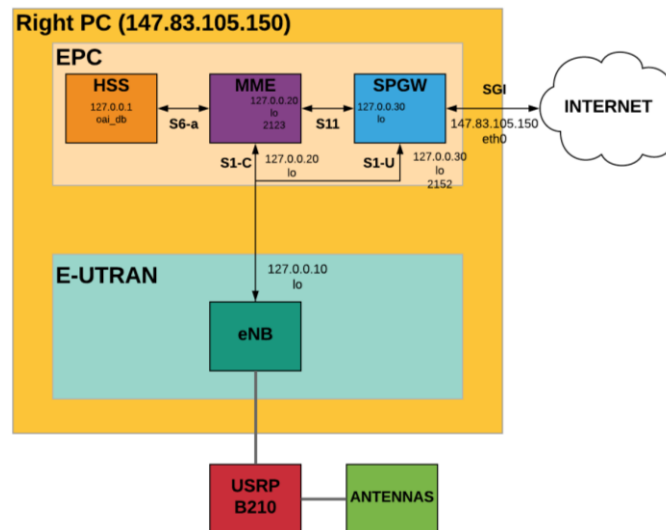 Right PC (147.83.105.150)
EPC
HSS
127.0.0.1
oai_db
S6-a
MME
127.0.0.20
lo
2123
S11
SPGW
127.0.0.30
lo
SGI
147.83.105.150
eth0
INTERNET
S1-C
127.0.0.20
lo
S1-U
127.0.0.30
lo
2152
E-UTRAN
127.0.0.10
lo
eNB
USRP
B210
ANTENNAS